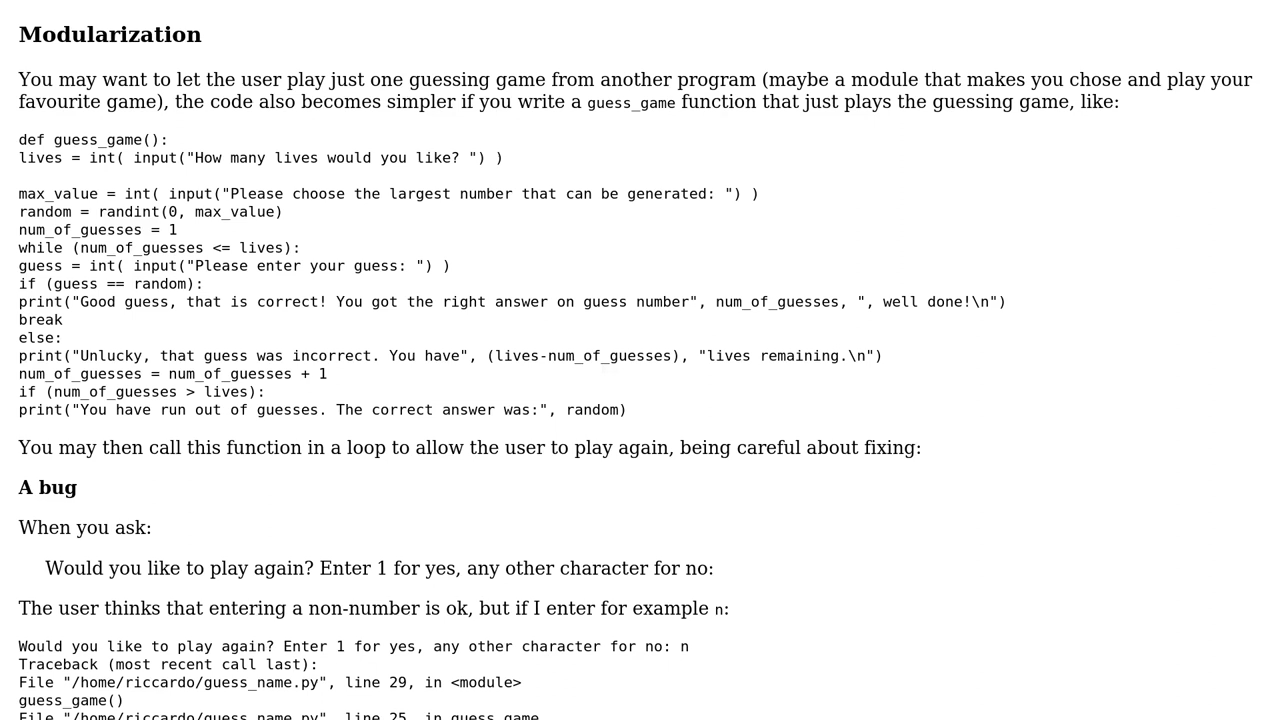 Modularization
You may want to let the user play just one guessing game from another program (maybe a module that makes you chose and play your
favourite game), the code also becomes simpler if you write a guess_game function that just plays the guessing game, like:
def guess_game():
lives = int( input("How many lives would you like? ") )
max_value = int( input("Please choose the largest number that can be generated: ") )
random = randint(0, max_value)
num_of_guesses = 1
while (num_of_guesses <= lives):
guess = int( input("Please enter your guess: ") )
if (guess == random):
print("Good guess, that is correct! You got the right answer on guess number", num_of_guesses, ", well done!\n")
break
else:
print("Unlucky, that guess was incorrect. You have", (lives-num_of_guesses), "lives remaining.\n")
num_of_guesses = num_of_guesses + 1
if (num_of_guesses > lives):
print("You have run out of guesses. The correct answer was:", random)
You may then call this function in a loop to allow the user to play again, being careful about fixing:
A bug
When you ask:
Would you like to play again? Enter 1 for yes, any other character for no:
The user thinks that entering a non-number is ok, but if I enter for example n:
Would you like to play again? Enter 1 for yes, any other character for no: n
Traceback (most recent call last):
File "/home/riccardo/guess_name.py", line 29, in <module>
guess_game()
File "/home/riccardo/guess_name.py", line 25, in guess_game